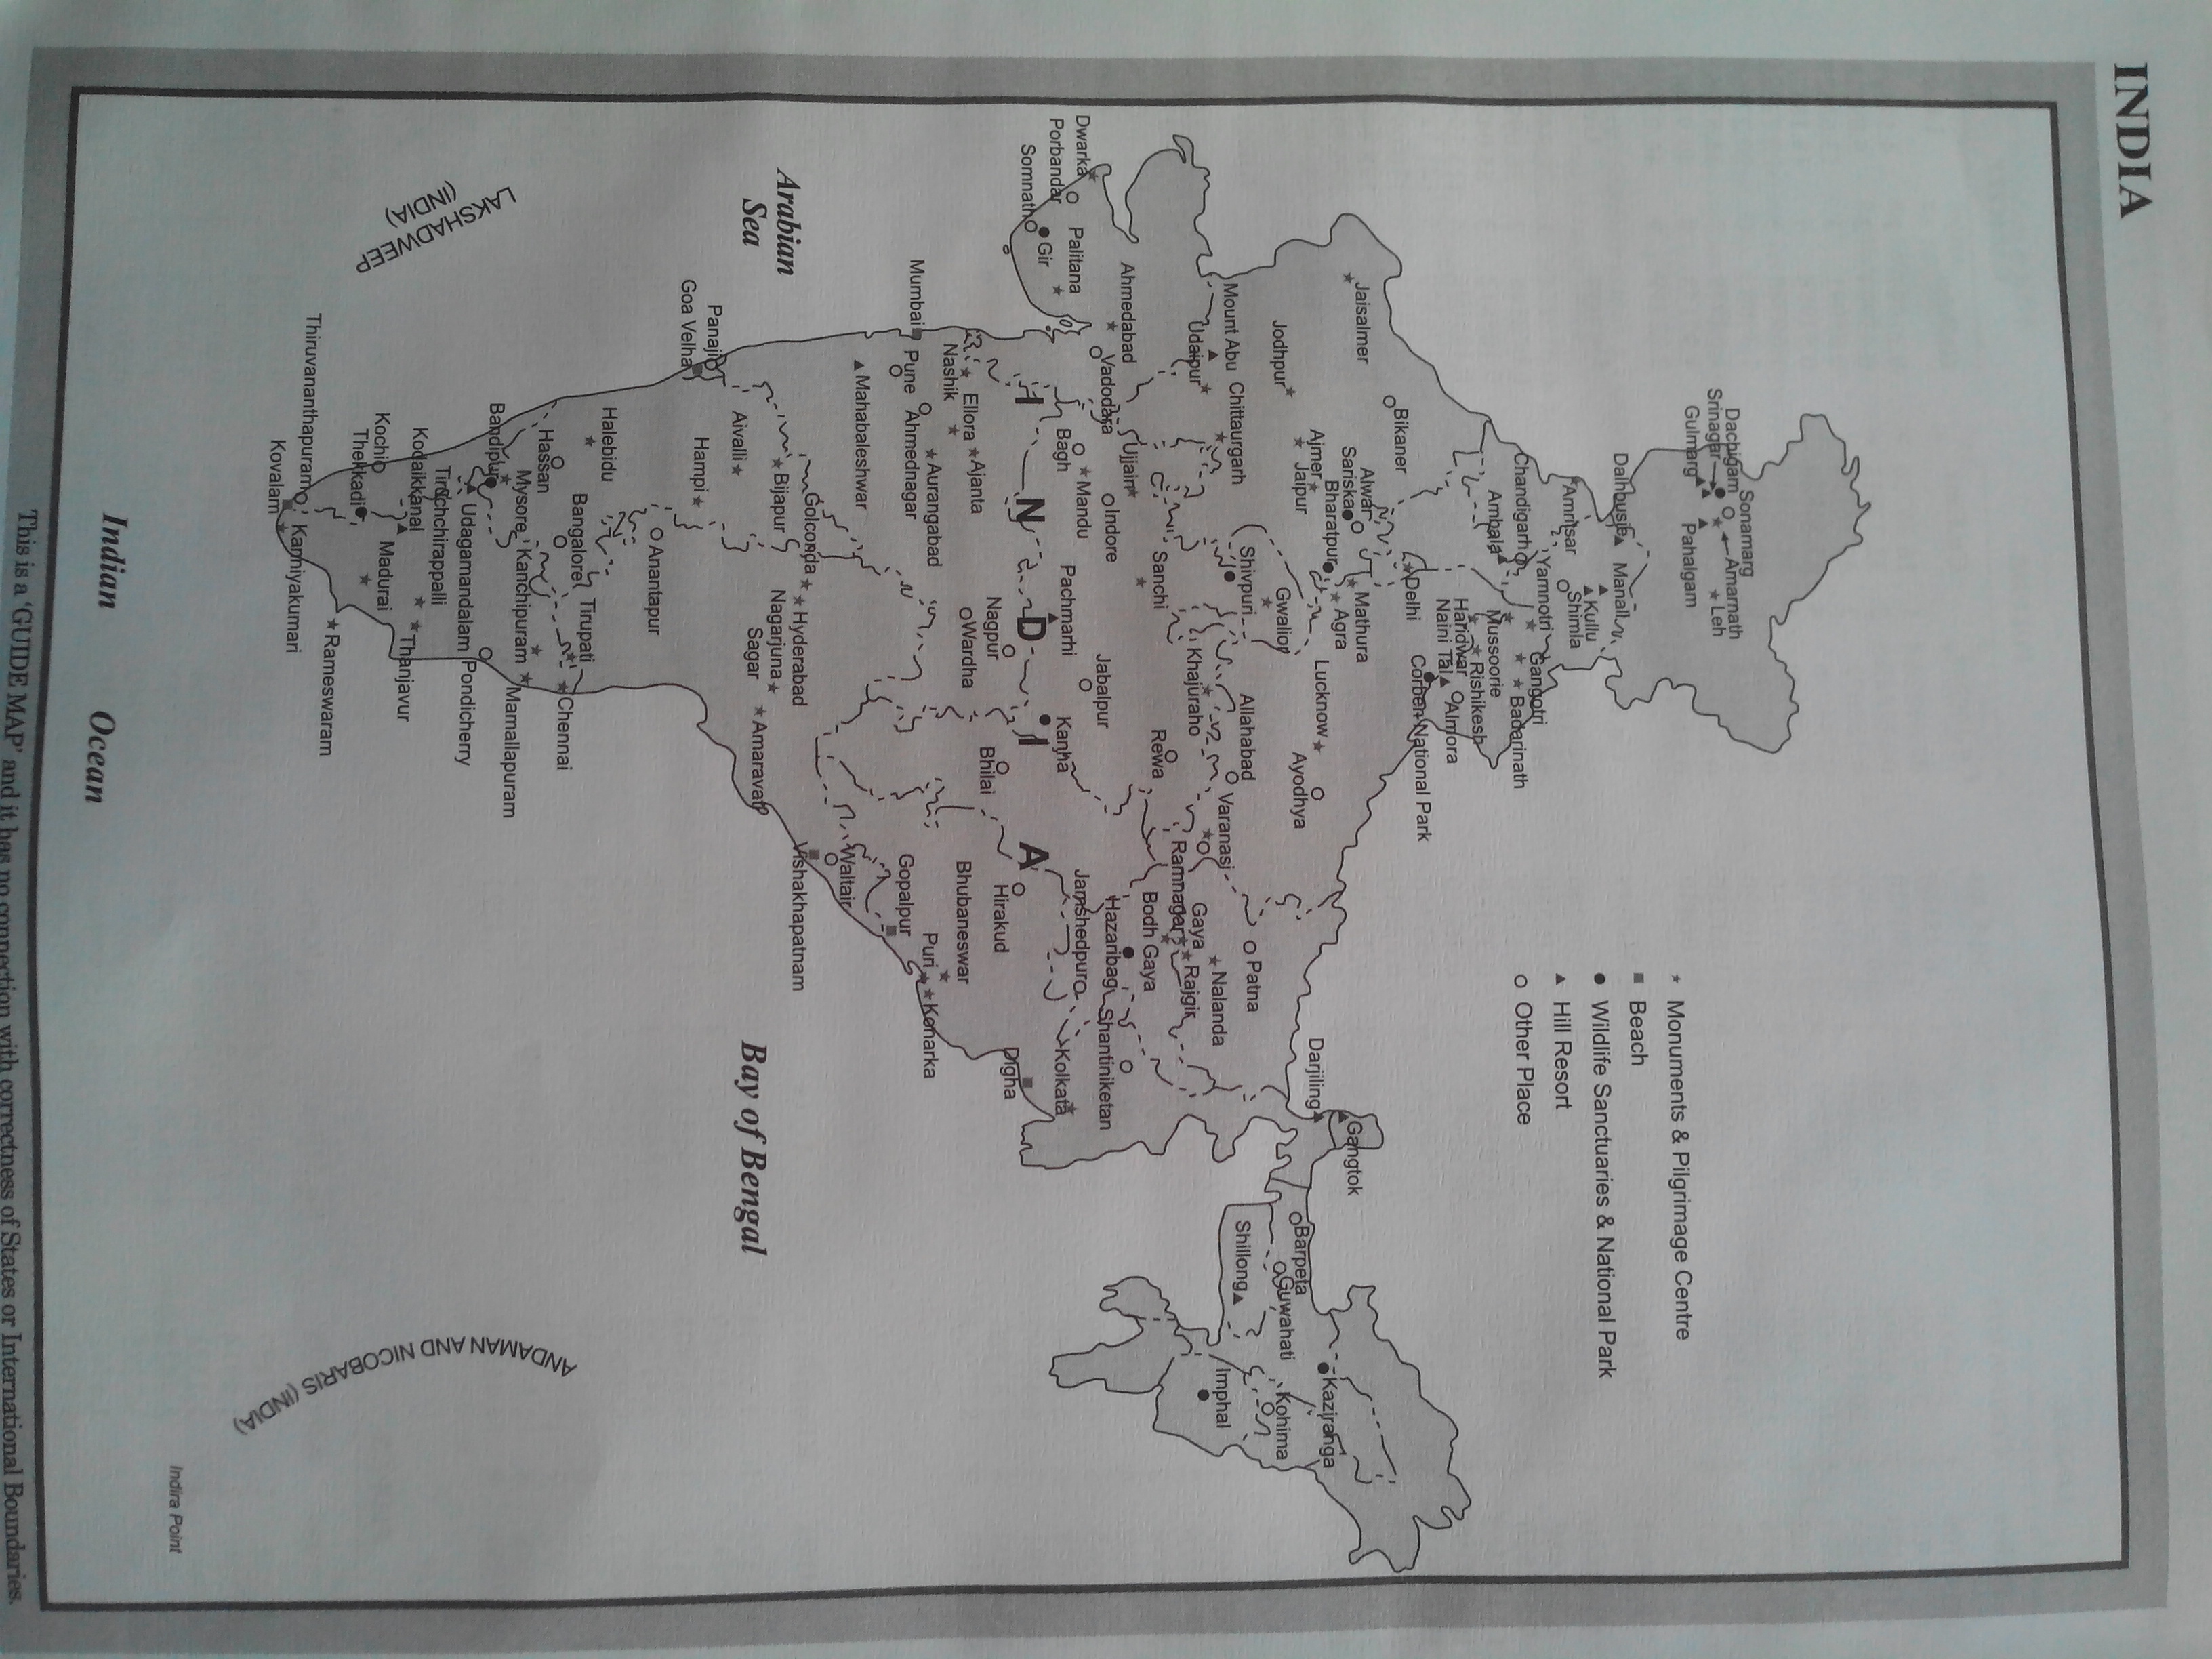 INDIA
★ Monuments & Pilgrimage Centre
■ Beach
● Wildlife Sanctuaries & National Park
▲ Hill Resort
○ Other Place
Dachigam
Srinagar
Gulmarg
Sonamarg
Amarnath
Leh
Pahalgam
Dalhousie
Manali
Amritsar
Kullu
Shimla
Chandigarh
Yamnotri
Gangotri
Ambala
Mussoorie
Badarinath
Haridwar
Rishikesh
Naini Tal
Almora
Delhi
Corbett National Park
Bikaner
Jaisalmer
Alwar
Sariska
Mathura
Bharatpur
Agra
Ajmer
Jaipur
Lucknow
Ayodhya
Darjiling
Gangtok
Jodhpur
Gwalior
Barpeta
Guwahati
Kaziranga
Kohima
Mount Abu
Chittaurgarh
Shivpuri
Allahabad
Varanasi
Patna
Shillong
Imphal
Udaipur
Khajuraho
Ramnagar
Gaya
Nalanda
Rajgir
Sanchi
Rewa
Bodh Gaya
Ahmedabad
Ujjain
Vadodara
Indore
Jabalpur
Hazaribag
Shantiniketan
Dwarka
Porbandar
Palitana
Mandu
Bagh
Pachmarhi
Kanha
Jamshedpur
Kolkata
Somnath
Gir
I N D I A
Nagpur
Bhilai
Hirakud
Digha
Ellora
Ajanta
Nashik
Wardha
Bhubaneswar
Mumbai
Pune
Aurangabad
Ahmednagar
Gopalpur
Puri
Konarka
Mahabaleshwar
Waltair
Vishakhapatnam
Golconda
Hyderabad
Bijapur
Nagarjuna
Sagar
Amaravati
Arabian
Sea
Bay of Bengal
Aivalli
Panaji
Goa Velha
Hampi
Anantapur
Halebidu
Tirupati
Bangalore
Chennai
Hassan
Mysore
Kanchipuram
Mamallapuram
Bandipur
Udagamandalam
Pondicherry
Tiruchchirappalli
Kodaikkanal
Thanjavur
Kochi
Madurai
Thekkadi
Rameswaram
Thiruvananthapuram
Kanniyakumari
Kovalam
LAKSHADWEEP
(INDIA)
ANDAMAN AND NICOBARIS (INDIA)
Indira Point
Indian
Ocean
This is a 'GUIDE MAP' and it has no connection with correctness of States or International Boundaries.